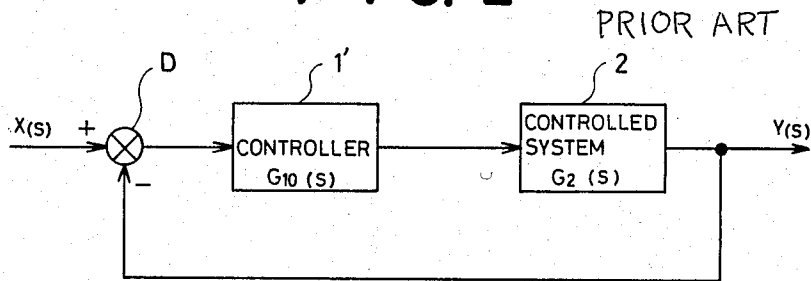 PRIOR ART
D
1'
2
X(S)
+
−
CONTROLLER
G10 (S)
CONTROLLED
SYSTEM
G2 (S)
Y(S)